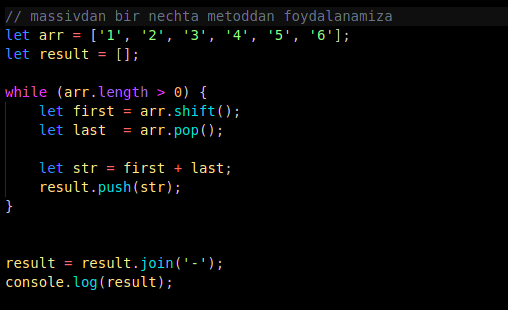 // massivdan bir nechta metoddan foydalanamiza
let arr = ['1', '2', '3', '4', '5', '6'];
let result = [];
while (arr.length > 0) {
    let first = arr.shift();
    let last  = arr.pop();
    let str = first + last;
    result.push(str);
}
result = result.join('-');
console.log(result);